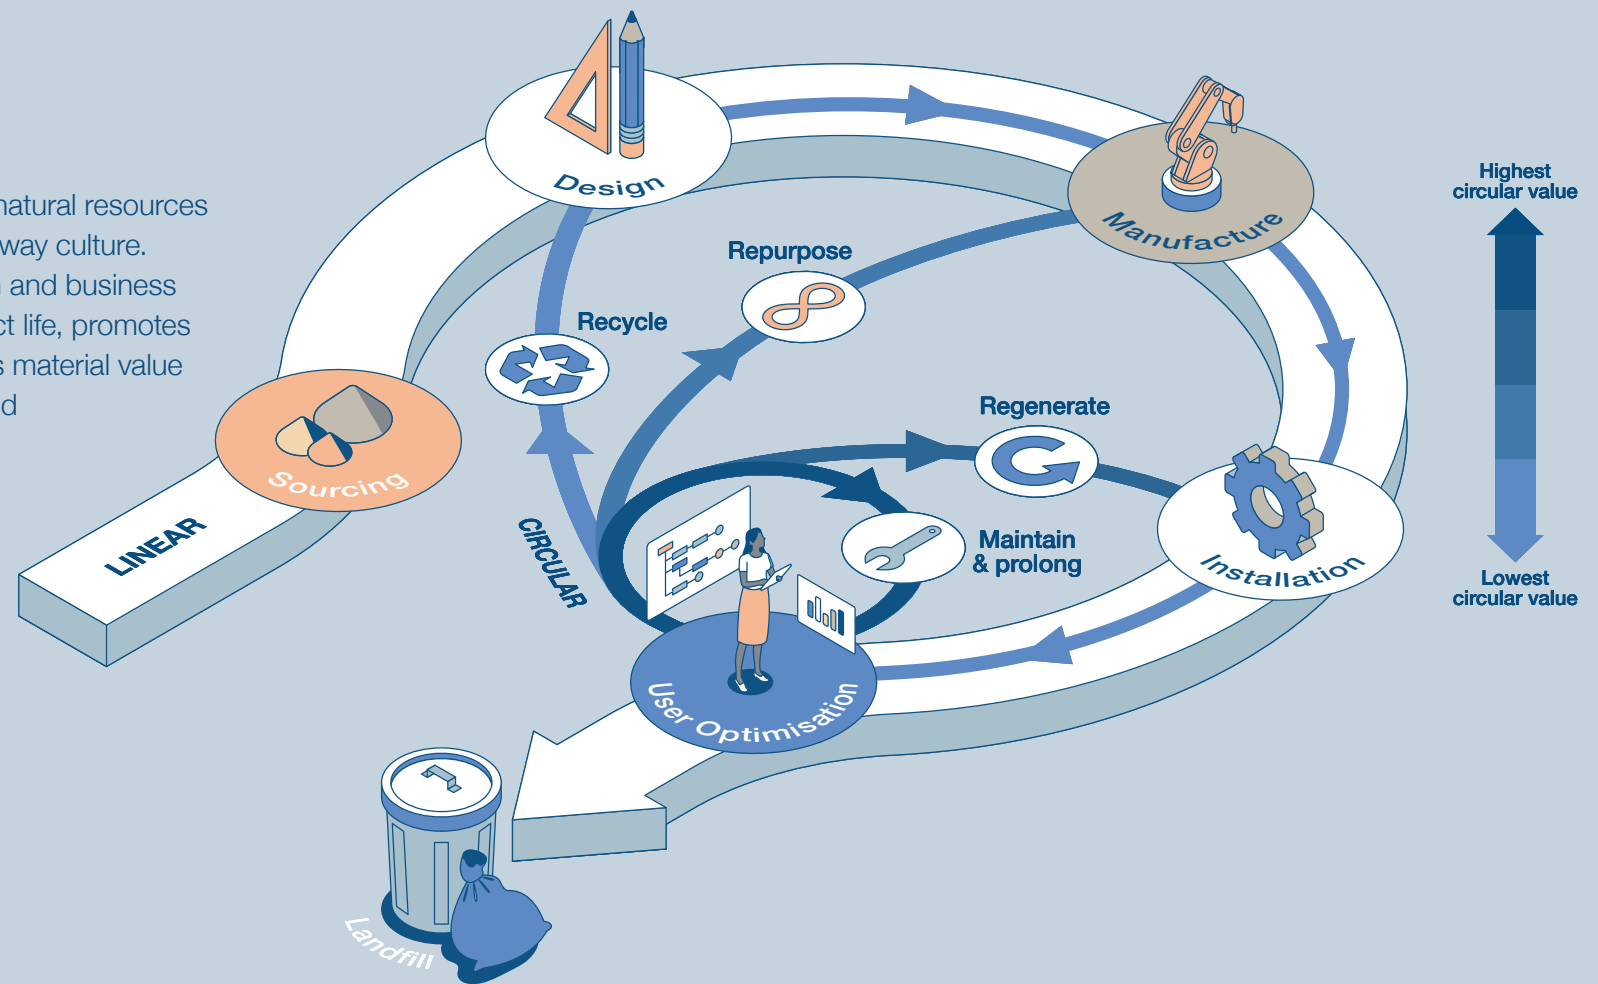 natural resources
way culture.
and business
life, promotes
material value
Design
Manufacture
Highest
circular value
Repurpose
Recycle
Regenerate
Sourcing
LINEAR
CIRCULAR
Maintain
& prolong
Installation
Lowest
circular value
User Optimisation
Landfill